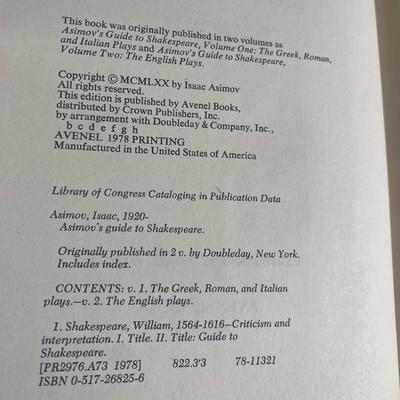 This book was originally published in two volumes as
Asimov's Guide to Shakespeare, Volume One: The Greek, Roman,
and Italian Plays and Asimov's Guide to Shakespeare,
Volume Two: The English Plays.
Copyright © MCMLXX by Isaac Asimov
All rights reserved.
This edition is published by Avenel Books,
distributed by Crown Publishers, Inc.
by arrangement with Doubleday & Company, Inc.,
b c d e f g h
AVENEL 1978 PRINTING
Manufactured in the United States of America
Library of Congress Cataloging in Publication Data
Asimov, Isaac, 1920-
Asimov's guide to Shakespeare.
Originally published in 2 v. by Doubleday, New York.
Includes index.
CONTENTS: v. 1. The Greek, Roman, and Italian
plays.—v. 2. The English plays.
1. Shakespeare, William, 1564-1616—Criticism and
interpretation. I. Title. II. Title: Guide to
Shakespeare.
[PR2976.A73 1978] 822.3'3 78-11321
ISBN 0-517-26825-6